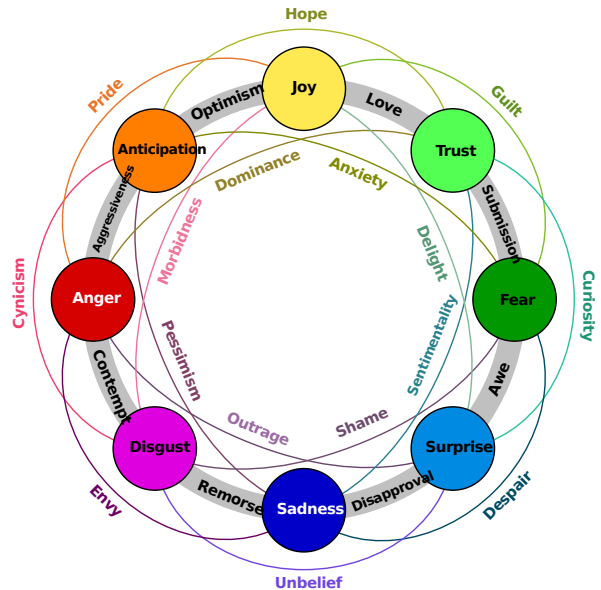 Hope
Pride
Guilt
Joy
Optimism
Love
Anticipation
Trust
Dominance
Anxiety
Aggressiveness
Submission
Morbidness
Delight
Cynicism
Anger
Fear
Curiosity
Pessimism
Sentimentality
Contempt
Awe
Outrage
Shame
Disgust
Surprise
Envy
Remorse
Sadness
Disapproval
Despair
Unbelief